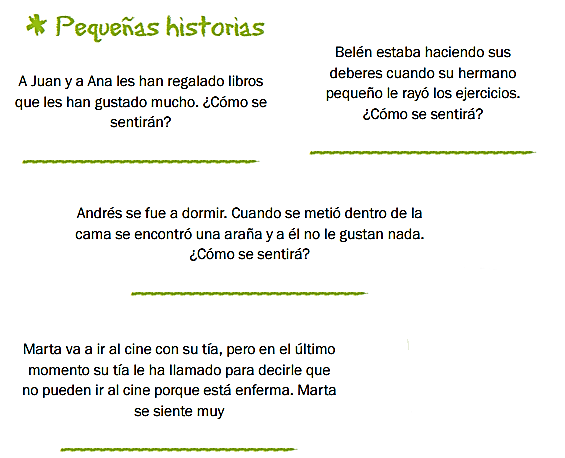 * Pequeñas historias
A Juan y a Ana les han regalado libros
que les han gustado mucho. ¿Cómo se
sentirán?
Belén estaba haciendo sus
deberes cuando su hermano
pequeño le rayó los ejercicios.
¿Cómo se sentirá?
Andrés se fue a dormir. Cuando se metió dentro de la
cama se encontró una araña y a él no le gustan nada.
¿Cómo se sentirá?
Marta va a ir al cine con su tía, pero en el último
momento su tía le ha llamado para decirle que
no pueden ir al cine porque está enferma. Marta
se siente muy